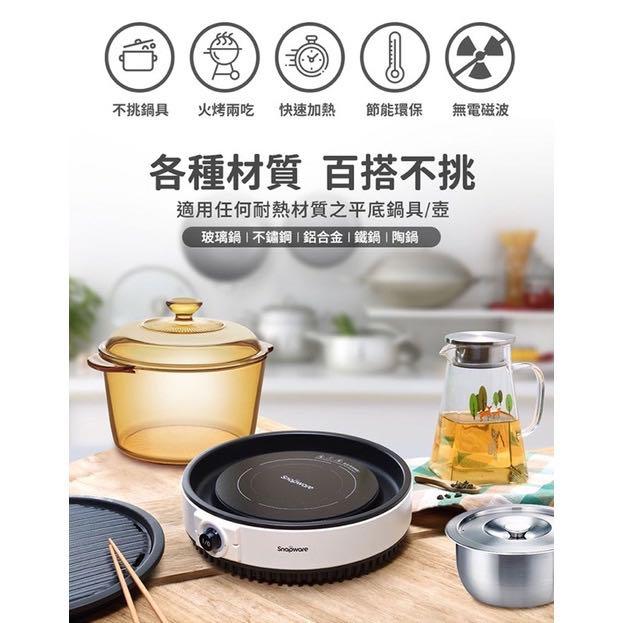 不挑鍋具 火烤兩吃 快速加熱 節能環保 無電磁波
各種材質 百搭不挑
適用任何耐熱材質之平底鍋具/壺
玻璃鍋 | 不鏽鋼 | 鋁合金 | 鐵鍋 | 陶鍋
Snapware
Snapware